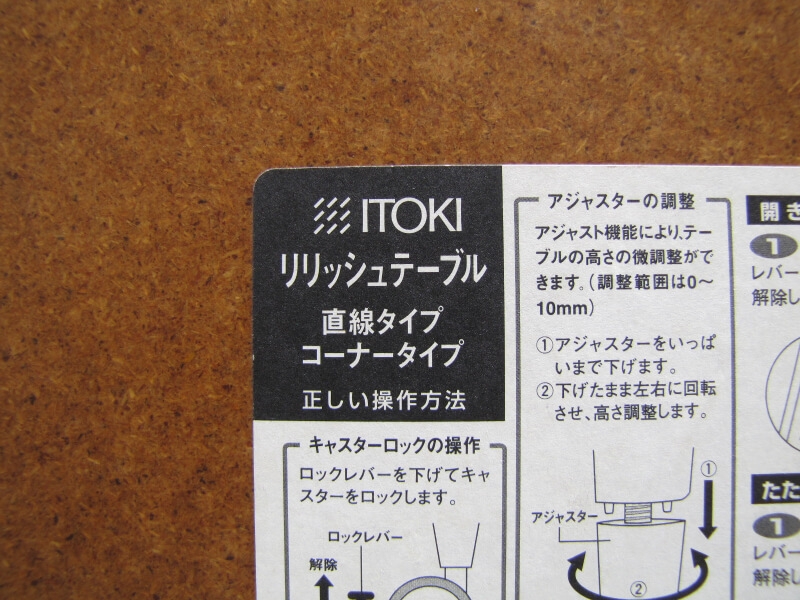 ITOKI
リリッシュテーブル
直線タイプ
コーナータイプ
正しい操作方法
キャスターロックの操作
ロックレバーを下げてキャ
スターをロックします。
ロックレバー
解除
アジャスターの調整
アジャスト機能により、テー
ブルの高さの微調整がで
きます。(調整範囲は0〜
10mm)
①アジャスターをいっぱ
いまで下げます。
②下げたまま左右に回転
させ、高さ調整します。
①
アジャスター
②
開き
1
レバー
解除し
たた
1
レバー
解除し